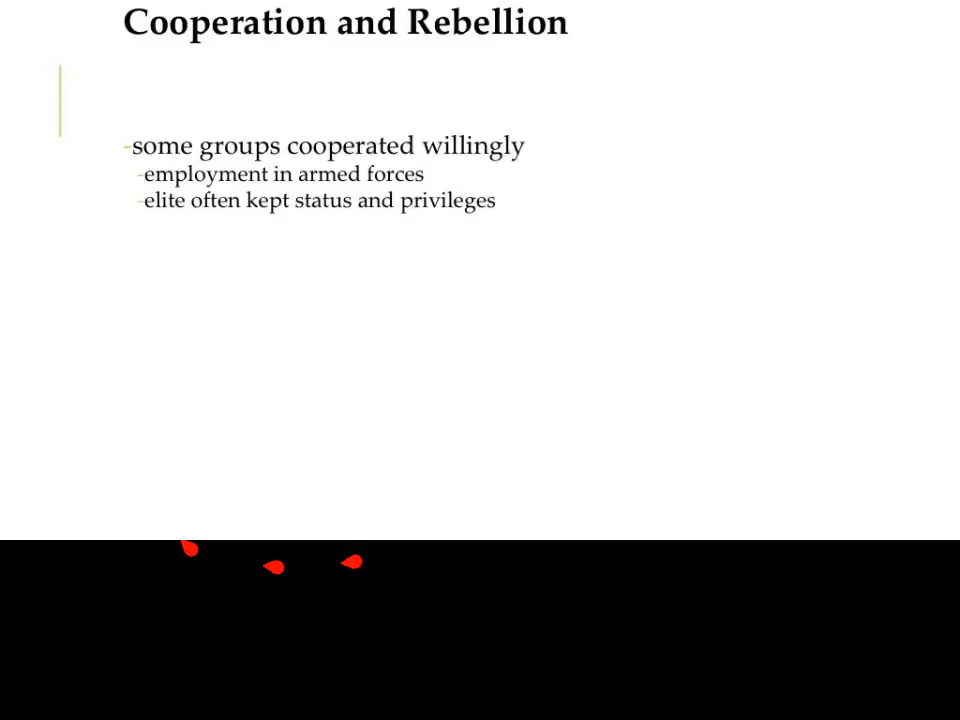 Cooperation and Rebellion
-some groups cooperated willingly
-employment in armed forces
-elite often kept status and privileges